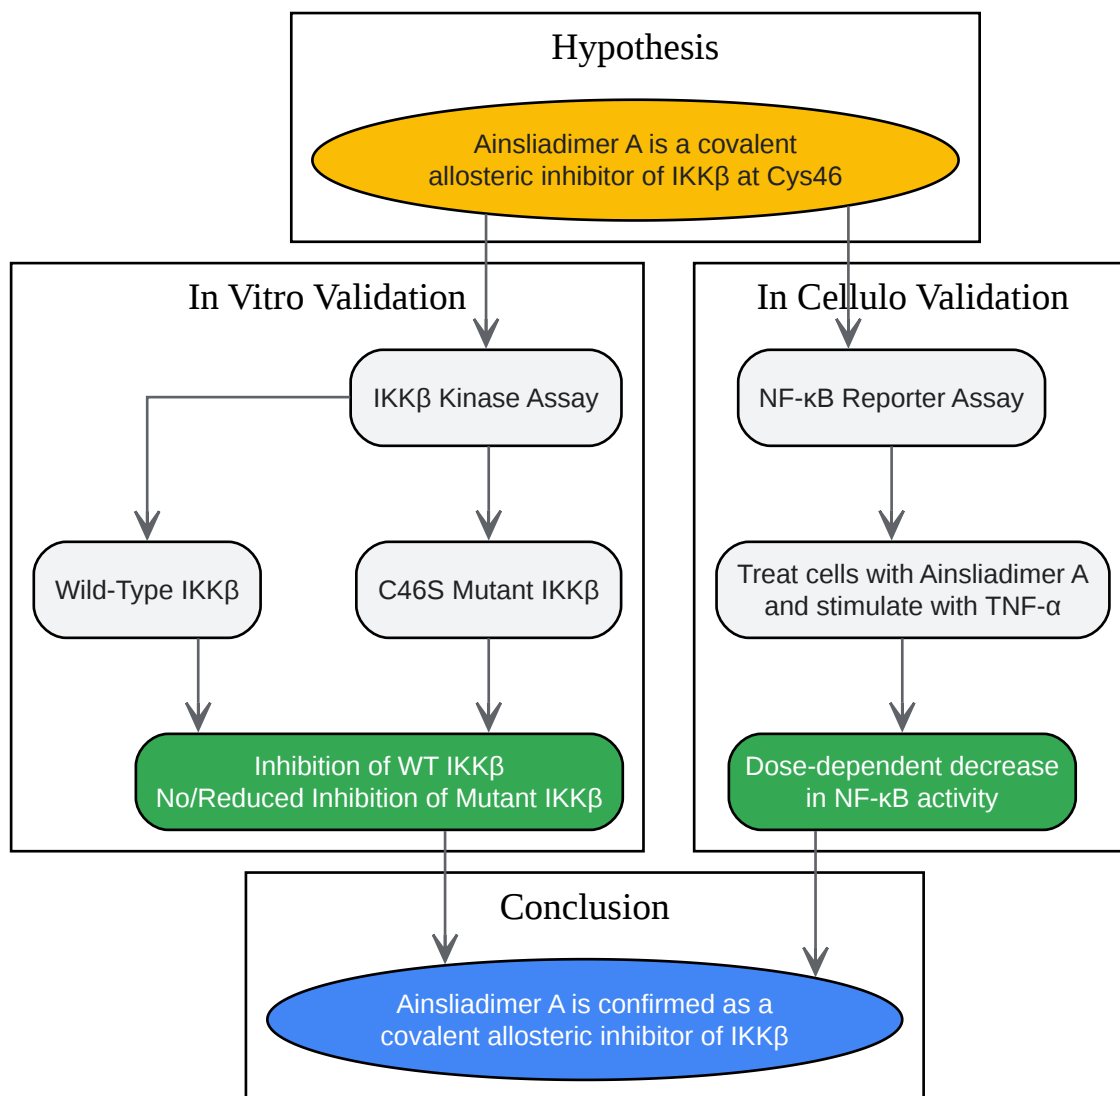 Hypothesis
Ainsliadimer A is a covalent
allosteric inhibitor of IKKβ at Cys46
In Vitro Validation
IKKβ Kinase Assay
Wild-Type IKKβ
C46S Mutant IKKβ
Inhibition of WT IKKβ
No/Reduced Inhibition of Mutant IKKβ
In Cellulo Validation
NF-κB Reporter Assay
Treat cells with Ainsliadimer A
and stimulate with TNF-α
Dose-dependent decrease
in NF-κB activity
Conclusion
Ainsliadimer A is confirmed as a
covalent allosteric inhibitor of IKKβ